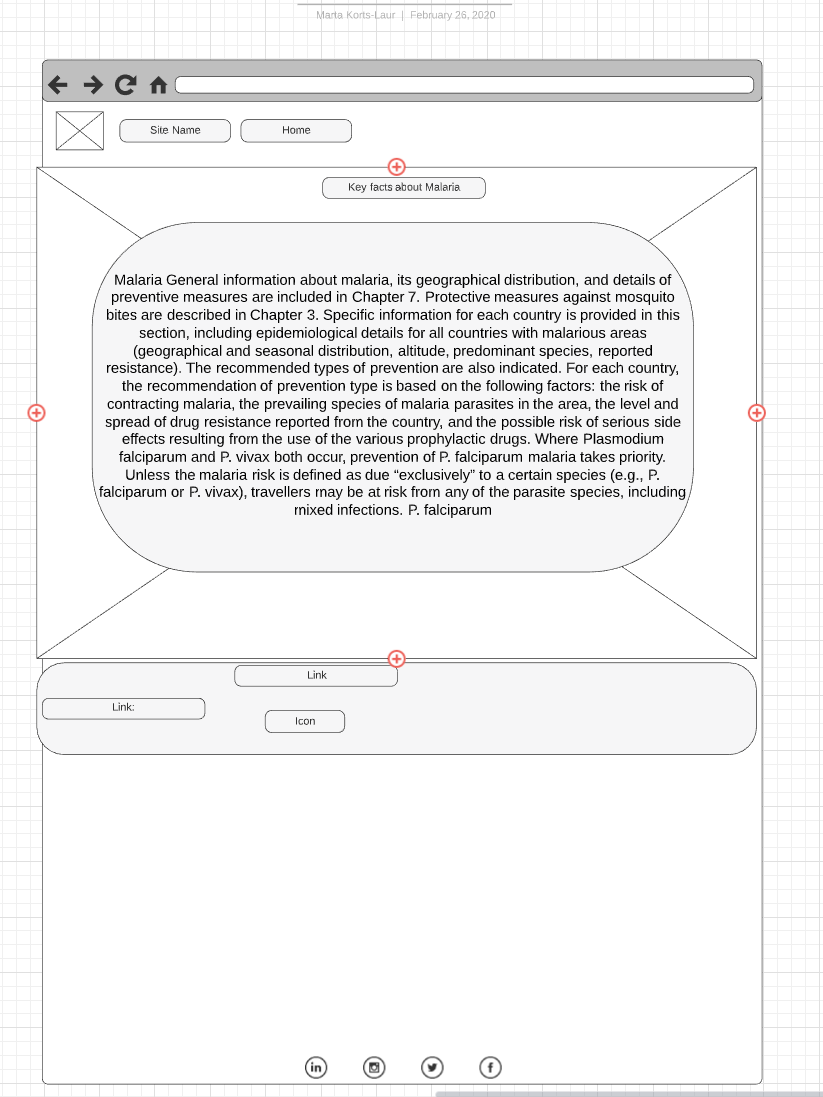 Marta Korts-Laur | February 26, 2020
Site Name
Home
Key facts about Malaria
Malaria General information about malaria, its geographical distribution, and details of
preventive measures are included in Chapter 7. Protective measures against mosquito
bites are described in Chapter 3. Specific information for each country is provided in this
section, including epidemiological details for all countries with malarious areas
(geographical and seasonal distribution, altitude, predominant species, reported
resistance). The recommended types of prevention are also indicated. For each country,
the recommendation of prevention type is based on the following factors: the risk of
contracting malaria, the prevailing species of malaria parasites in the area, the level and
spread of drug resistance reported from the country, and the possible risk of serious side
effects resulting from the use of the various prophylactic drugs. Where Plasmodium
falciparum and P. vivax both occur, prevention of P. falciparum malaria takes priority.
Unless the malaria risk is defined as due “exclusively” to a certain species (e.g., P.
falciparum or P. vivax), travellers may be at risk from any of the parasite species, including
mixed infections. P. falciparum
Link
Link:
Icon